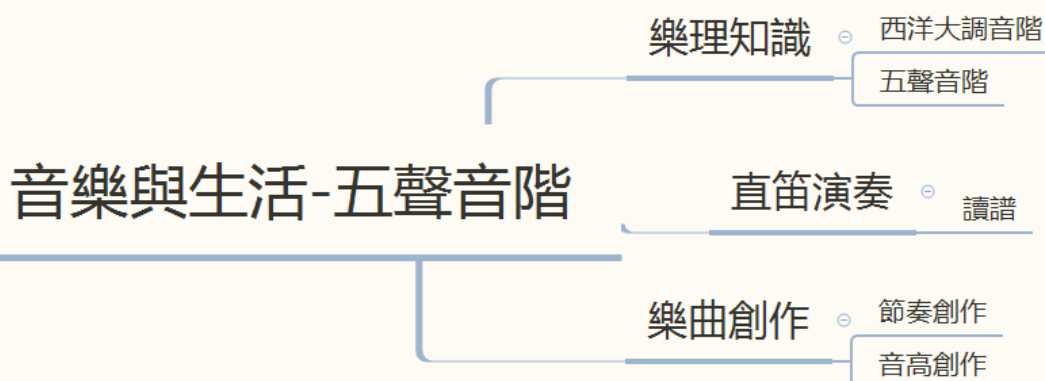 樂理知識
西洋大調音階
五聲音階
音樂與生活-五聲音階
直笛演奏
讀譜
樂曲創作
節奏創作
音高創作